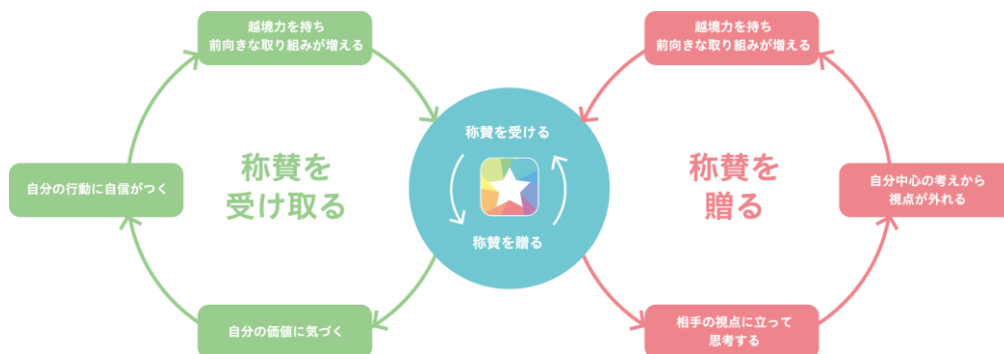 越境力を持ち
前向きな取り組みが増える
自分の行動に自信がつく
称賛を
受け取る
自分の価値に気づく
称賛を受ける
称賛を贈る
越境力を持ち
前向きな取り組みが増える
称賛を
贈る
自分中心の考えから
視点が外れる
相手の視点に立って
思考する